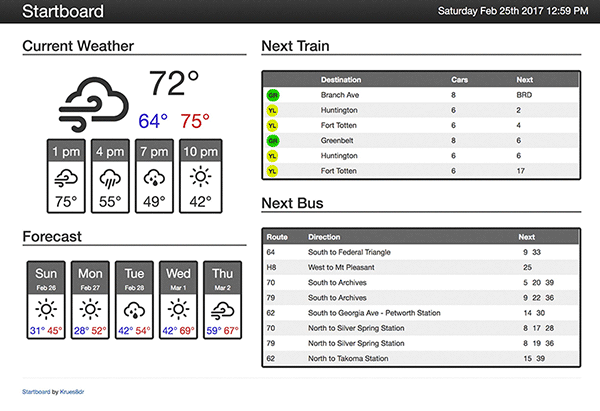 Startboard Saturday Feb 25th 2017 12:59 PM
Current Weather
72°
64° 75°
1 pm 4 pm 7 pm 10 pm
75° 55° 49° 42°
Forecast
Sun Mon Tue Wed Thu
Feb 26 Feb 27 Feb 28 Mar 1 Mar 2
31° 45° 28° 52° 42° 54° 42° 69° 59° 67°
Next Train
Destination Cars Next
GR Branch Ave 8 BRD
YL Huntington 6 2
YL Fort Totten 6 4
GR Greenbelt 8 6
YL Huntington 6 6
YL Fort Totten 6 17
Next Bus
Route Direction Next
64 South to Federal Triangle 9 33
H8 West to Mt Pleasant 25
70 South to Archives 5 20 39
79 South to Archives 9 22 36
62 South to Georgia Ave - Petworth Station 14 30
70 North to Silver Spring Station 8 17 28
79 North to Silver Spring Station 8 19 36
62 North to Takoma Station 15 39
Startboard by